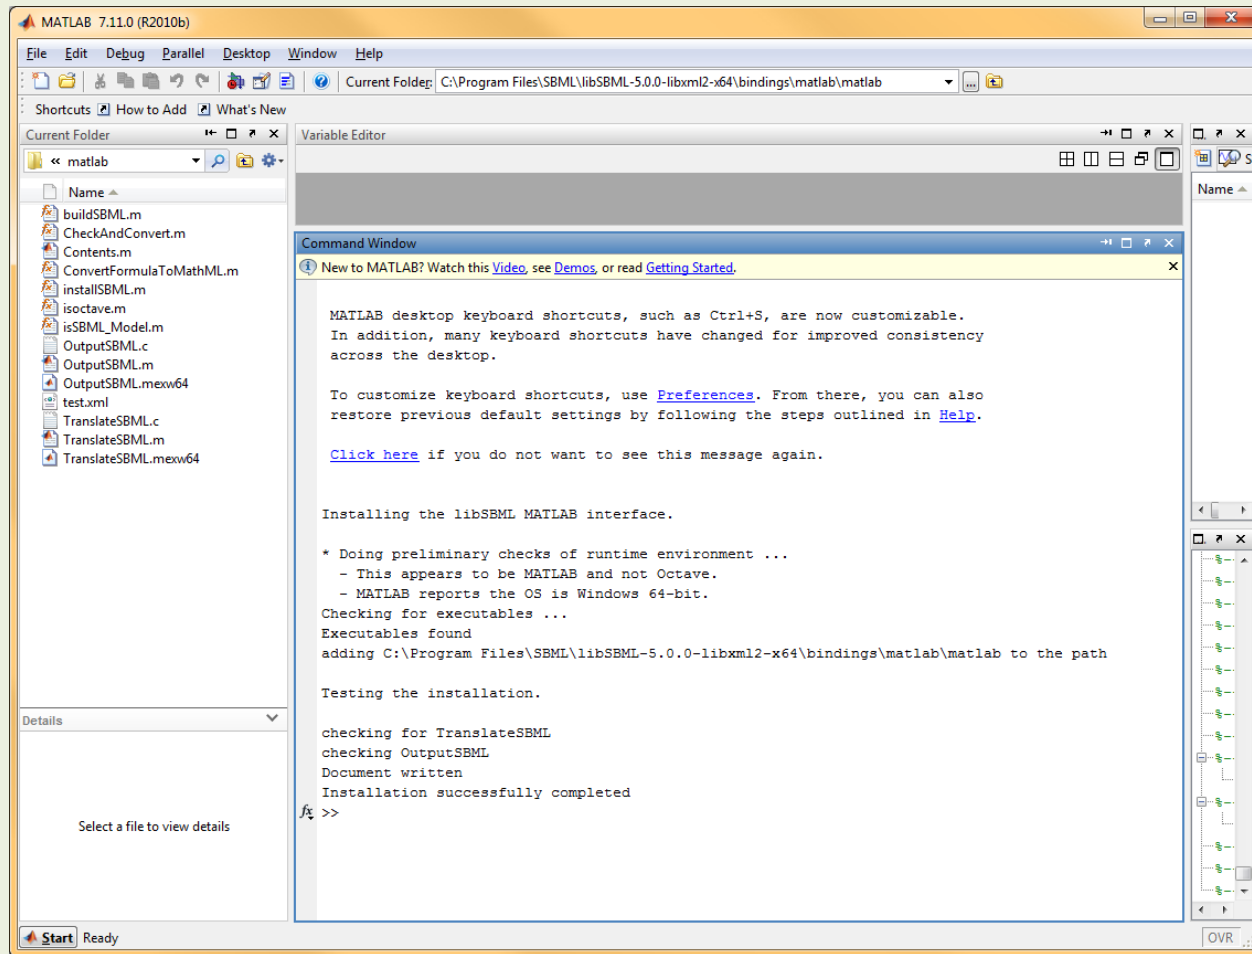 MATLAB 7.11.0 (R2010b)
File Edit Debug Parallel Desktop Window Help
Current Folder: C:\Program Files\SBML\libSBML-5.0.0-libxml2-x64\bindings\matlab\matlab
Shortcuts How to Add What's New
Current Folder
« matlab
Name
buildSBML.m
CheckAndConvert.m
Contents.m
ConvertFormulaToMathML.m
installSBML.m
isoctave.m
isSBML_Model.m
OutputSBML.c
OutputSBML.m
OutputSBML.mexw64
test.xml
TranslateSBML.c
TranslateSBML.m
TranslateSBML.mexw64
Details
Select a file to view details
Variable Editor
Command Window
New to MATLAB? Watch this Video, see Demos, or read Getting Started.
MATLAB desktop keyboard shortcuts, such as Ctrl+S, are now customizable.
In addition, many keyboard shortcuts have changed for improved consistency
across the desktop.
To customize keyboard shortcuts, use Preferences. From there, you can also
restore previous default settings by following the steps outlined in Help.
Click here if you do not want to see this message again.
Installing the libSBML MATLAB interface.
* Doing preliminary checks of runtime environment ...
- This appears to be MATLAB and not Octave.
- MATLAB reports the OS is Windows 64-bit.
Checking for executables ...
Executables found
adding C:\Program Files\SBML\libSBML-5.0.0-libxml2-x64\bindings\matlab\matlab to the path
Testing the installation.
checking for TranslateSBML
checking OutputSBML
Document written
Installation successfully completed
fx >>
S
Name
Start Ready
OVR